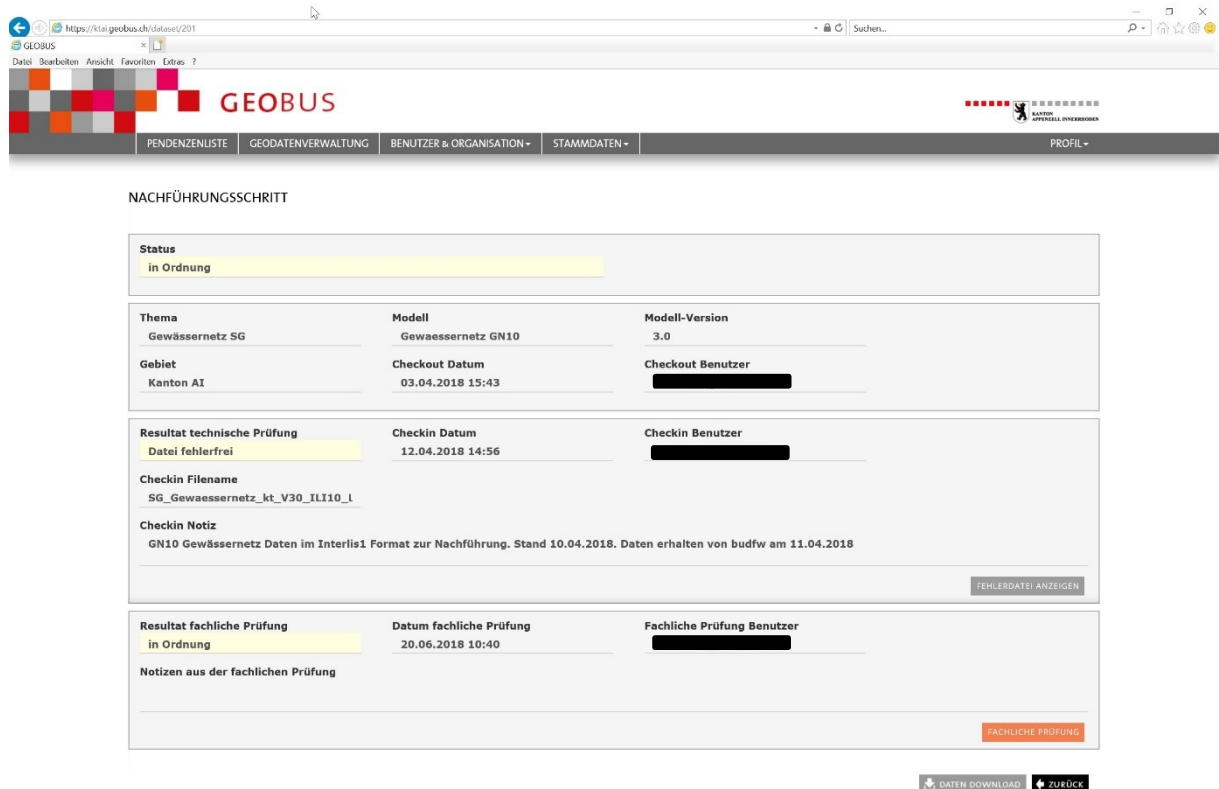 https://ktai.geobus.ch/dataset/201
Suchen...
GEOBUS
Datei Bearbeiten Ansicht Favoriten Extras ?
GEOBUS
KANTON
APPENZELL INNERRHODEN
PENDENZENLISTE GEODATENVERWALTUNG BENUTZER & ORGANISATION STAMMDATEN PROFIL
NACHFÜHRUNGSSCHRITT
Status
in Ordnung
Thema Modell Modell-Version
Gewässernetz SG Gewaessernetz GN10 3.0
Gebiet Checkout Datum Checkout Benutzer
Kanton AI 03.04.2018 15:43
Resultat technische Prüfung Checkin Datum Checkin Benutzer
Datei fehlerfrei 12.04.2018 14:56
Checkin Filename
SG_Gewaessernetz_kt_V30_ILI10_L
Checkin Notiz
GN10 Gewässernetz Daten im Interlis1 Format zur Nachführung. Stand 10.04.2018. Daten erhalten von budfw am 11.04.2018
FEHLERDATEI ANZEIGEN
Resultat fachliche Prüfung Datum fachliche Prüfung Fachliche Prüfung Benutzer
in Ordnung 20.06.2018 10:40
Notizen aus der fachlichen Prüfung
FACHLICHE PRÜFUNG
DATEN DOWNLOAD ZURÜCK